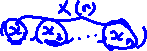 x(n)
x₁ x₂ ... xₙ